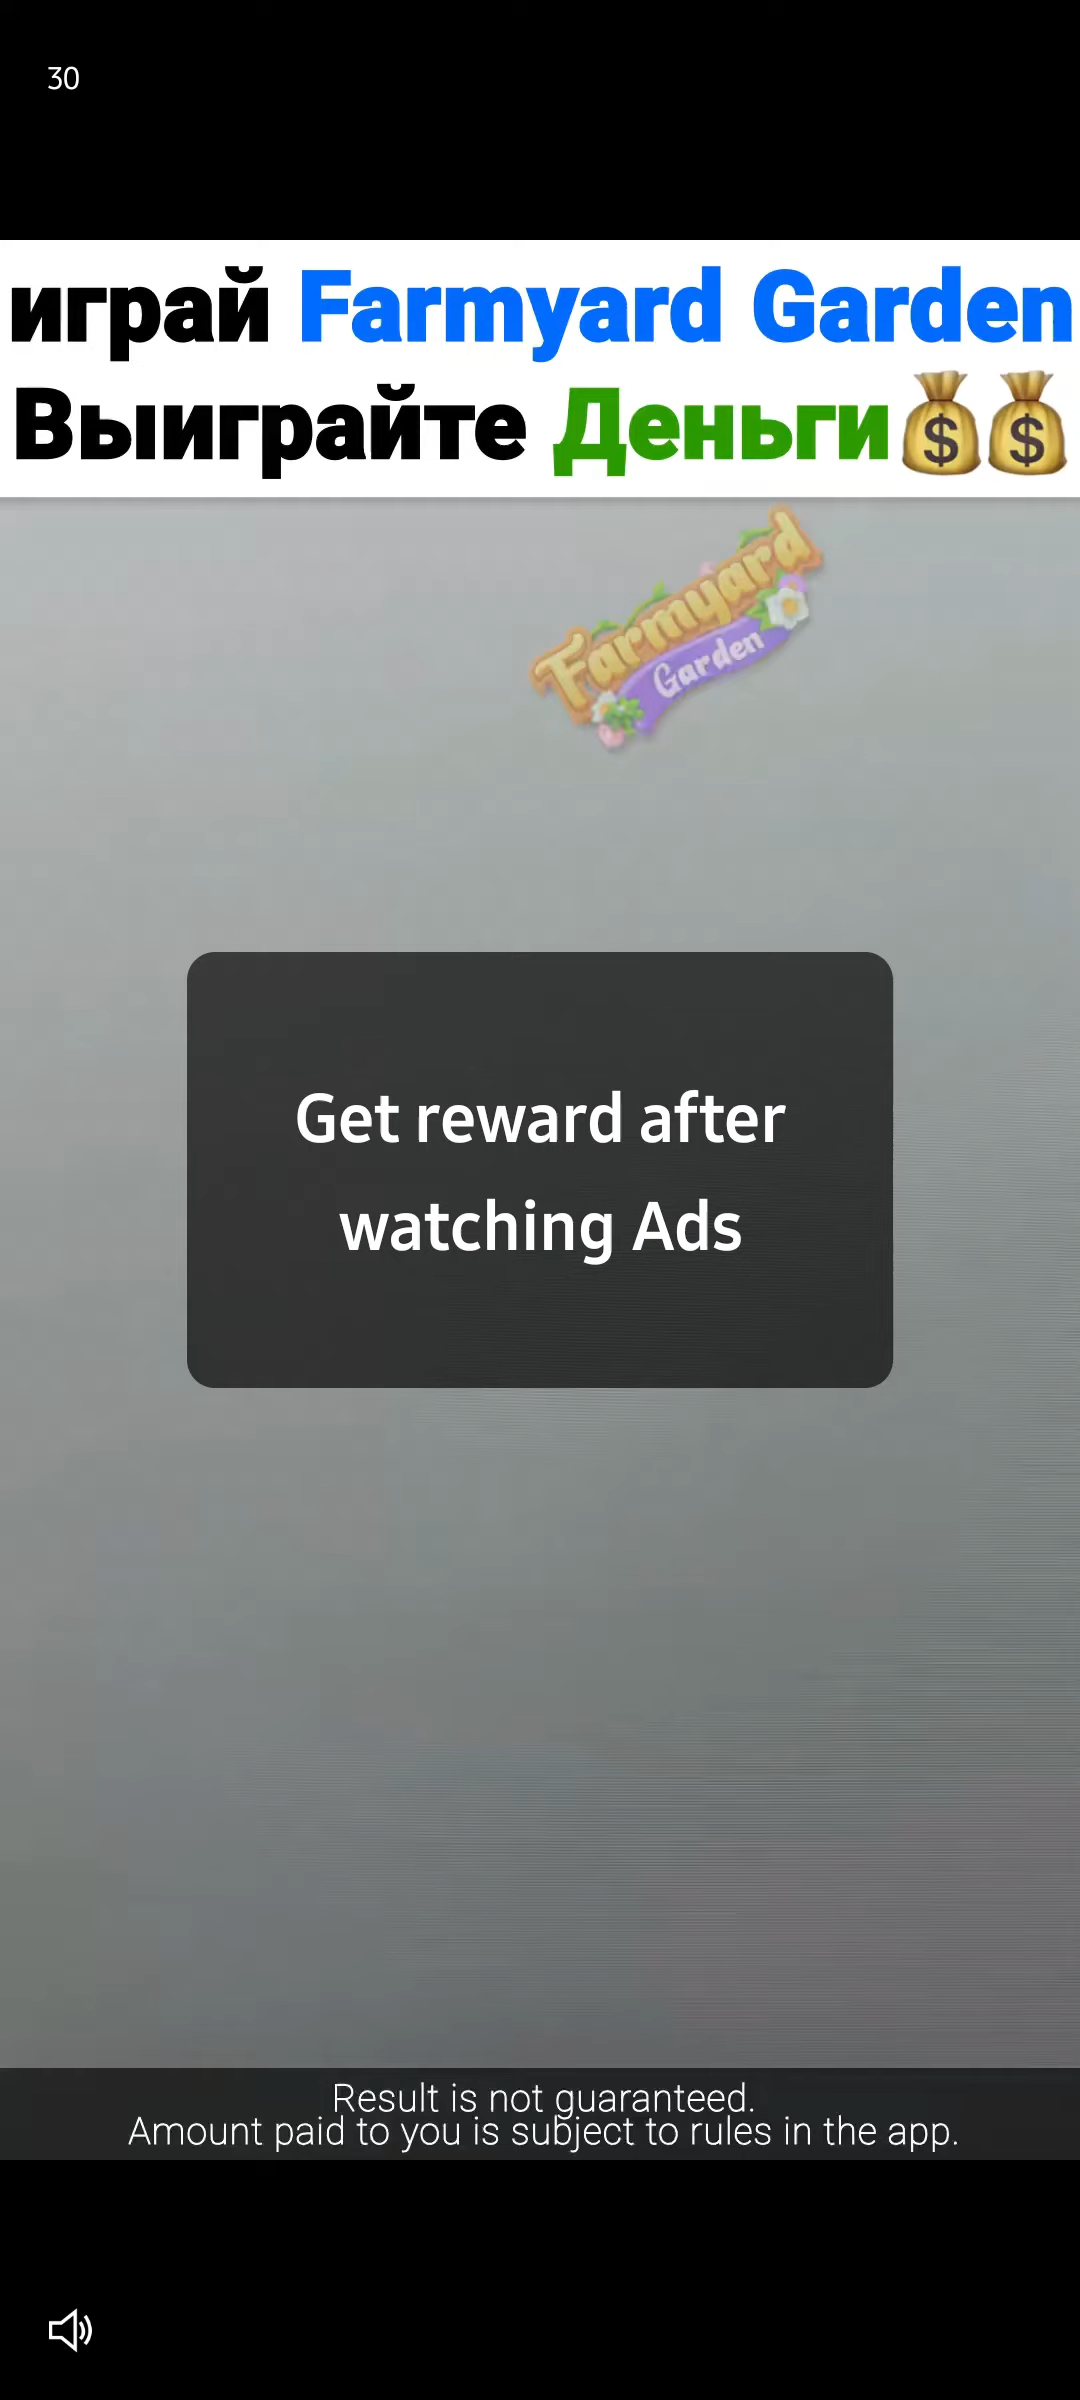 30
играй Farmyard Garden
Выиграйте Деньги
Farmyard
Garden
Get reward after
watching Ads
Result is not guaranteed.
Amount paid to you is subject to rules in the app.